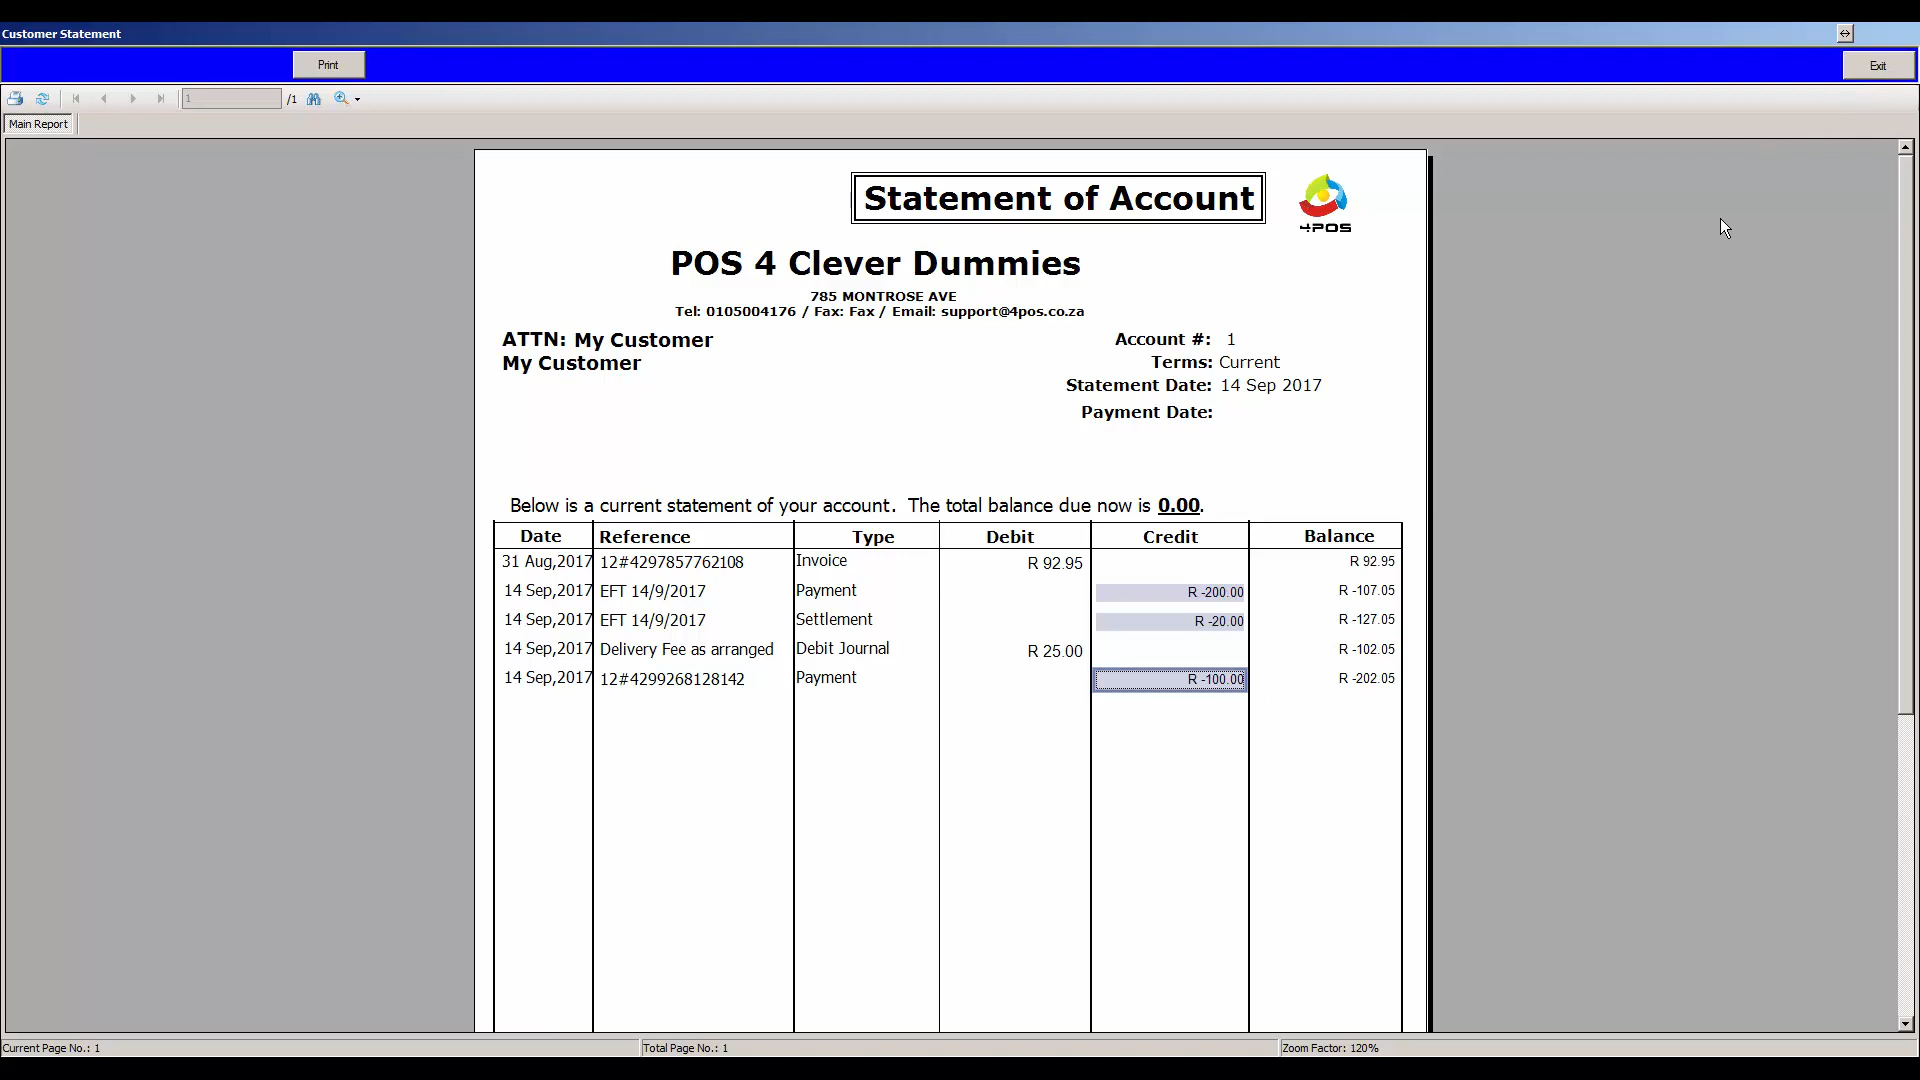 Customer Statement
Print
Exit
1 /1
Main Report
Statement of Account
4POS
POS 4 Clever Dummies
785 MONTROSE AVE
Tel: 0105004176 / Fax: Fax / Email: support@4pos.co.za
ATTN: My Customer
My Customer
Account #: 1
Terms: Current
Statement Date: 14 Sep 2017
Payment Date:
Below is a current statement of your account. The total balance due now is 0.00.
Date Reference Type Debit Credit Balance
31 Aug,2017 12#4297857762108 Invoice R 92.95 R 92.95
14 Sep,2017 EFT 14/9/2017 Payment R -200.00 R -107.05
14 Sep,2017 EFT 14/9/2017 Settlement R -20.00 R -127.05
14 Sep,2017 Delivery Fee as arranged Debit Journal R 25.00 R -102.05
14 Sep,2017 12#4299268128142 Payment R -100.00 R -202.05
Current Page No.: 1
Total Page No.: 1
Zoom Factor: 120%